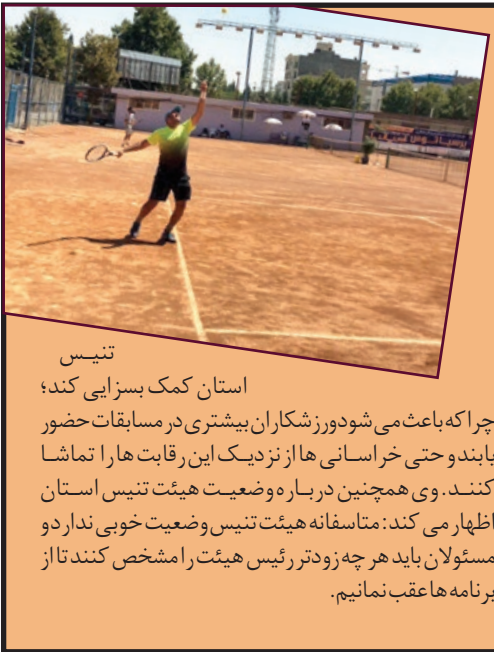 تنیس
استان کمک بسزایی کند؛
چرا که باعث می شود ورزشکاران بیشتری در مسابقات حضور
یابند و حتی خراسانی ها از نزدیک این رقابت ها را تماشا
کنند. وی همچنین درباره وضعیت هیئت تنیس استان
اظهار می کند: متاسفانه هیئت تنیس وضعیت خوبی ندارد و
مسئولان باید هر چه زودتر رئیس هیئت را مشخص کنند تا از
برنامه ها عقب نمانیم.